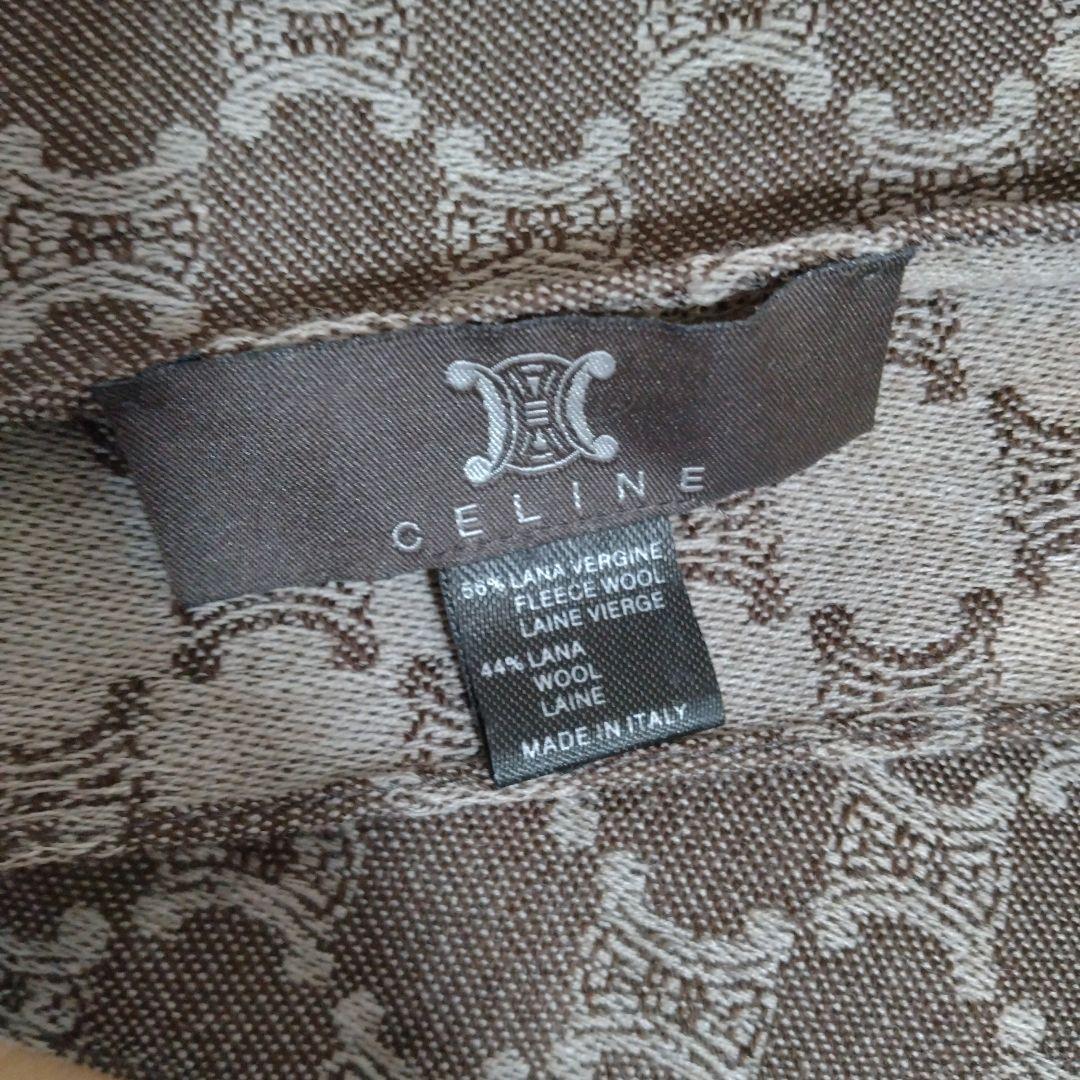 CELINE
56% LANA VERGINE
FLEECE WOOL
LAINE VIERGE
44% LANA
WOOL
LAINE
MADE IN ITALY